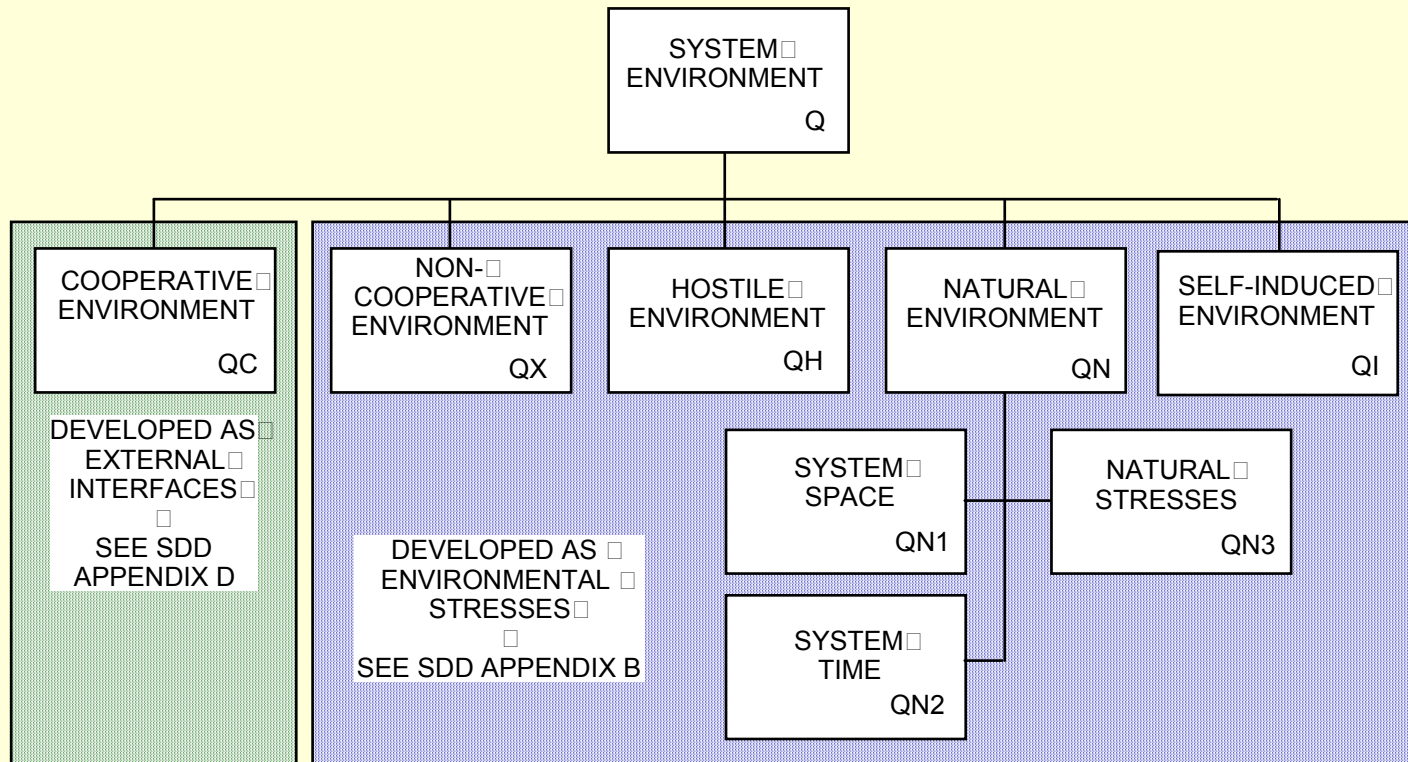 SYSTEM
ENVIRONMENT
Q
COOPERATIVE
ENVIRONMENT
QC
NON-
COOPERATIVE
ENVIRONMENT
QX
HOSTILE
ENVIRONMENT
QH
NATURAL
ENVIRONMENT
QN
SELF-INDUCED
ENVIRONMENT
QI
DEVELOPED AS
EXTERNAL
INTERFACES
SEE SDD
APPENDIX D
DEVELOPED AS
ENVIRONMENTAL
STRESSES
SEE SDD APPENDIX B
SYSTEM
SPACE
QN1
NATURAL
STRESSES
QN3
SYSTEM
TIME
QN2